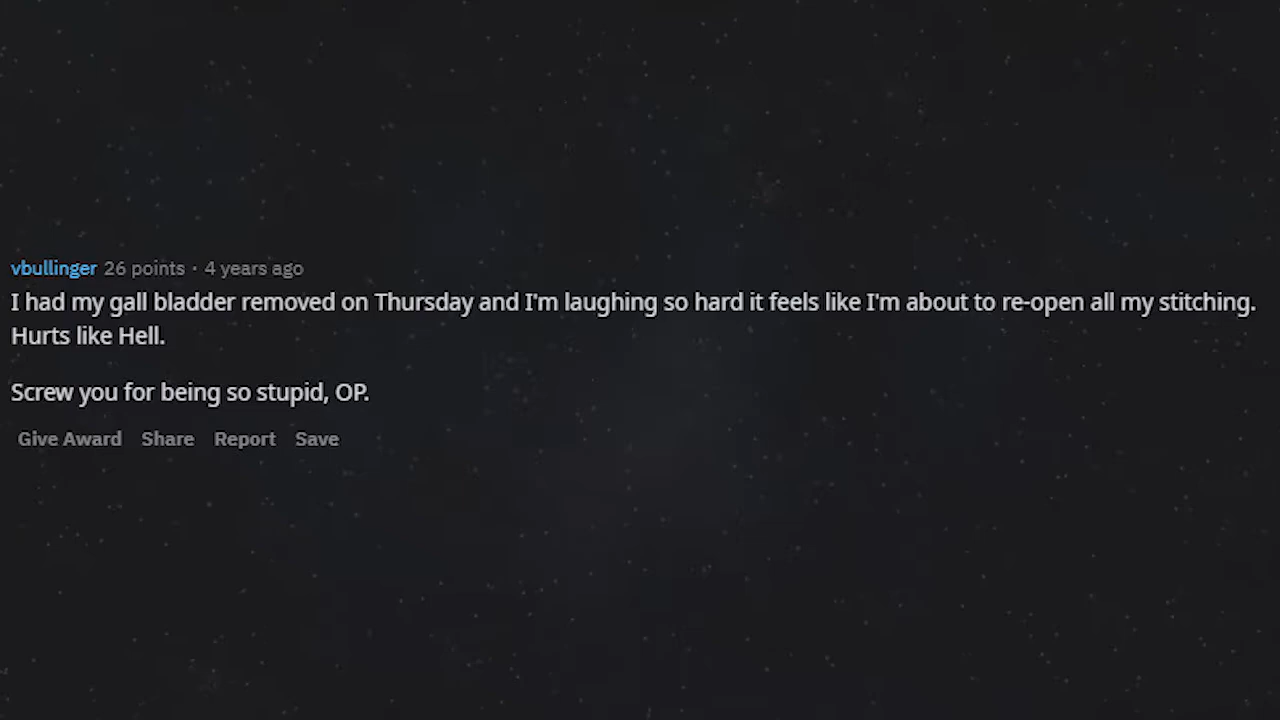 vbullinger 26 points · 4 years ago
I had my gall bladder removed on Thursday and I'm laughing so hard it feels like I'm about to re-open all my stitching.
Hurts like Hell.
Screw you for being so stupid, OP.
Give Award Share Report Save